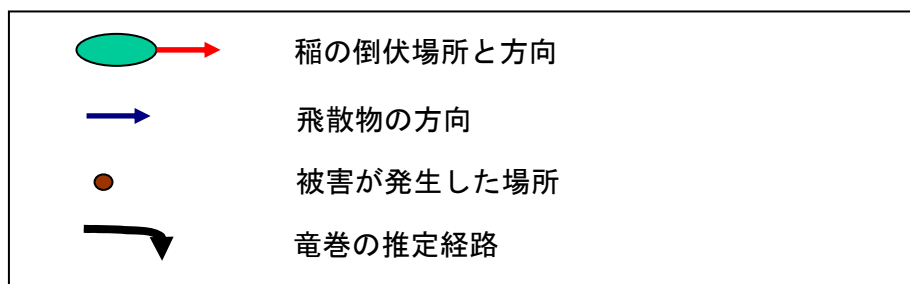 稲の倒伏場所と方向
飛散物の方向
被害が発生した場所
竜巻の推定経路